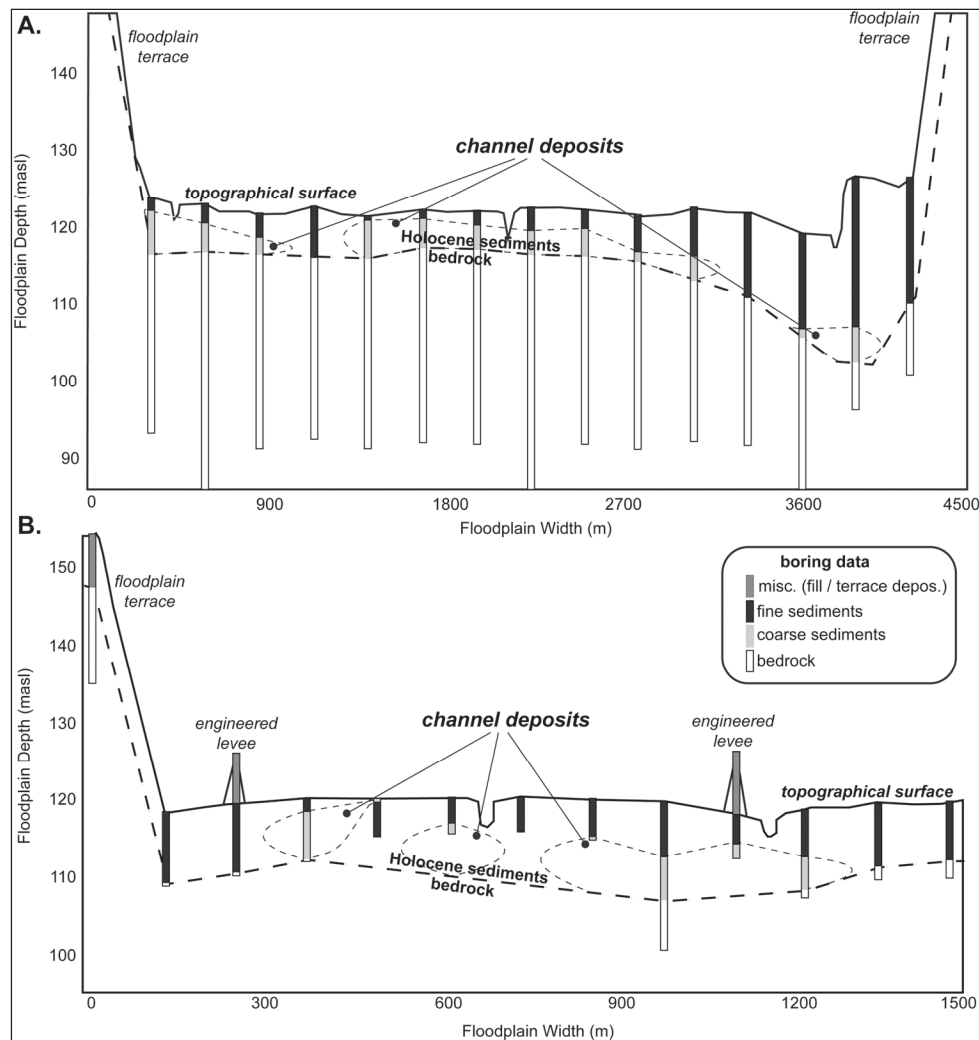 A.
floodplain
terrace
floodplain
terrace
140
130
120
110
100
90
Floodplain Depth (masl)
channel deposits
topographical surface
Holocene sediments
bedrock
0
900
1800
2700
3600
4500
Floodplain Width (m)
B.
150
140
130
120
110
100
Floodplain Depth (masl)
floodplain
terrace
boring data
misc. (fill / terrace depos.)
fine sediments
coarse sediments
bedrock
engineered
levee
channel deposits
engineered
levee
topographical surface
Holocene sediments
bedrock
0
300
600
900
1200
1500
Floodplain Width (m)